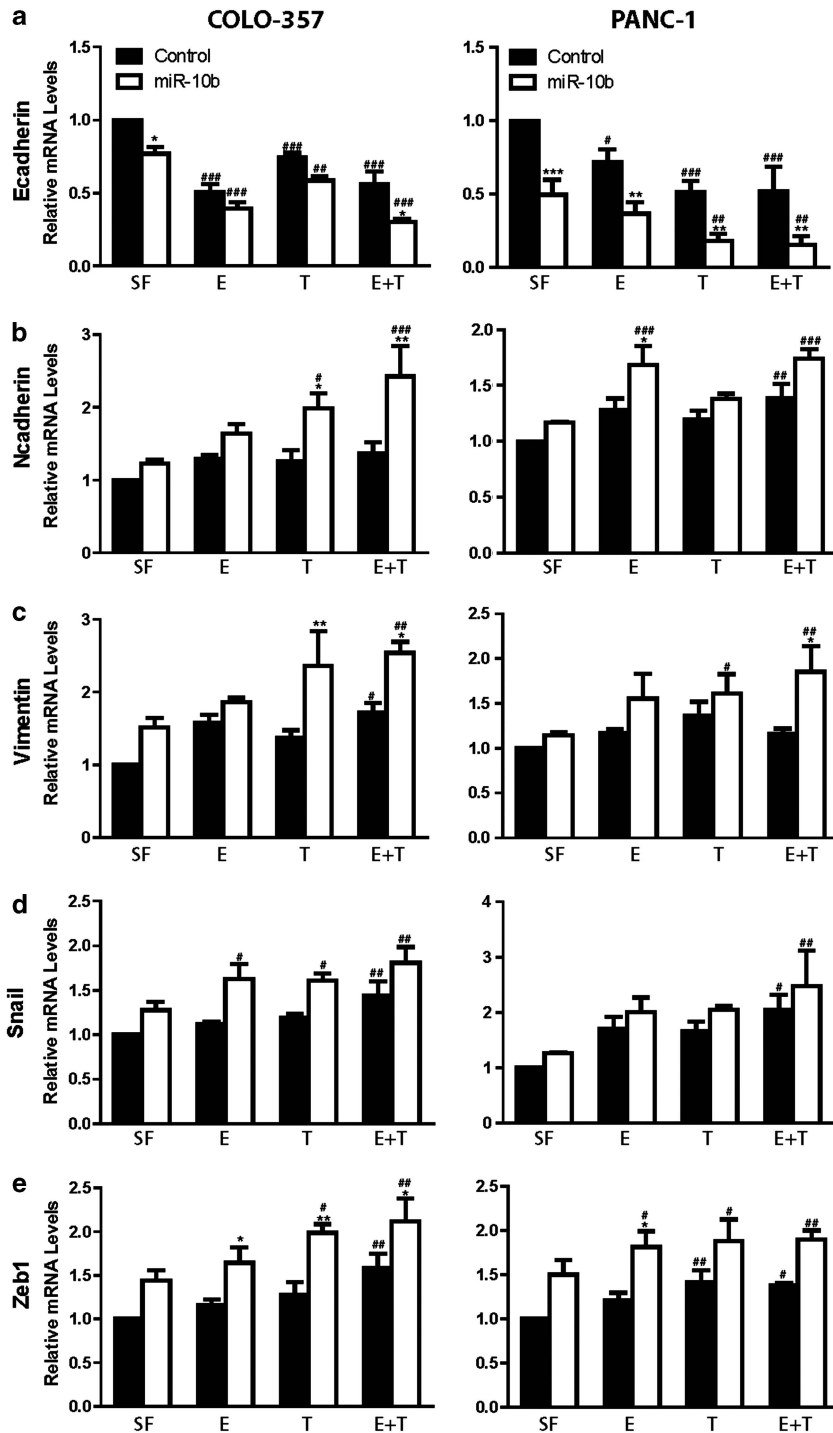 COLO-357 PANC-1
a
Ecadherin
Relative mRNA Levels
1.5
1.0
0.5
0.0
Control
miR-10b
* ### ### ### ## ### ### *
SF E T E+T
1.5
1.0
0.5
0.0
Control
miR-10b
*** # ** ### ## ** ### ## **
SF E T E+T
b
Ncadherin
Relative mRNA Levels
3
2
1
0
# * ### **
SF E T E+T
2.0
1.5
1.0
0.5
0.0
### * ## ###
SF E T E+T
c
Vimentin
Relative mRNA Levels
3
2
1
0
** # ## *
SF E T E+T
2.5
2.0
1.5
1.0
0.5
0.0
# ## *
SF E T E+T
d
Snail
Relative mRNA Levels
2.5
2.0
1.5
1.0
0.5
0.0
# # ## ##
SF E T E+T
4
3
2
1
0
# ##
SF E T E+T
e
Zeb1
Relative mRNA Levels
2.5
2.0
1.5
1.0
0.5
0.0
* # ** ## ## *
SF E T E+T
2.5
2.0
1.5
1.0
0.5
0.0
# * ## # # ##
SF E T E+T